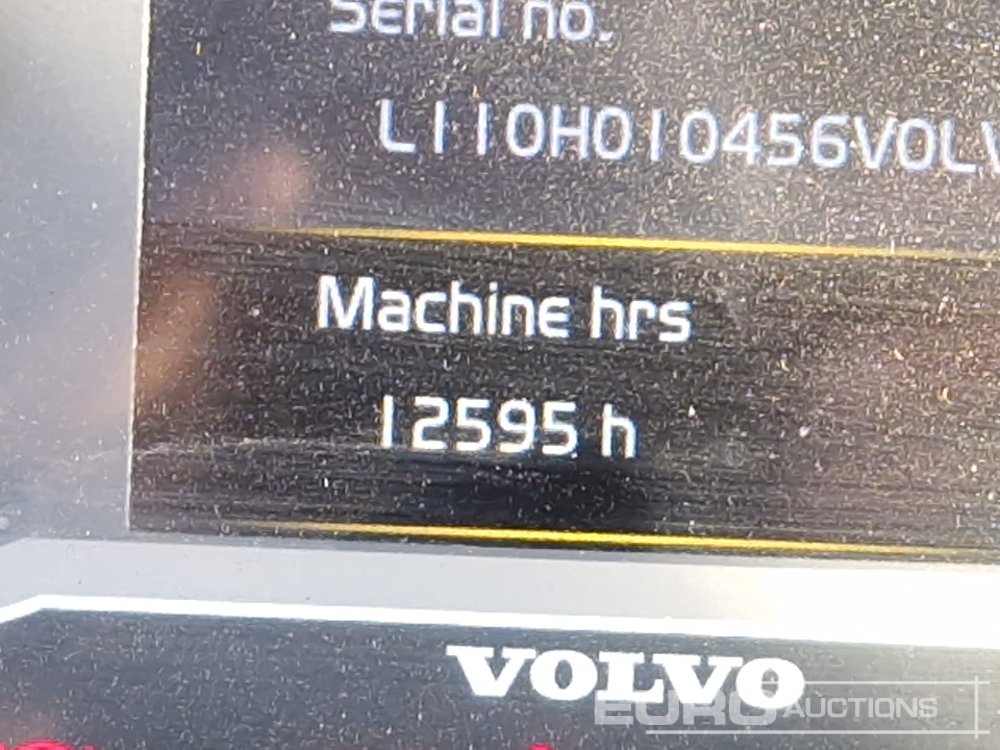 Serial no.
L110H010456VOLV
Machine hrs
12595 h
VOLVO
EURO AUCTIONS